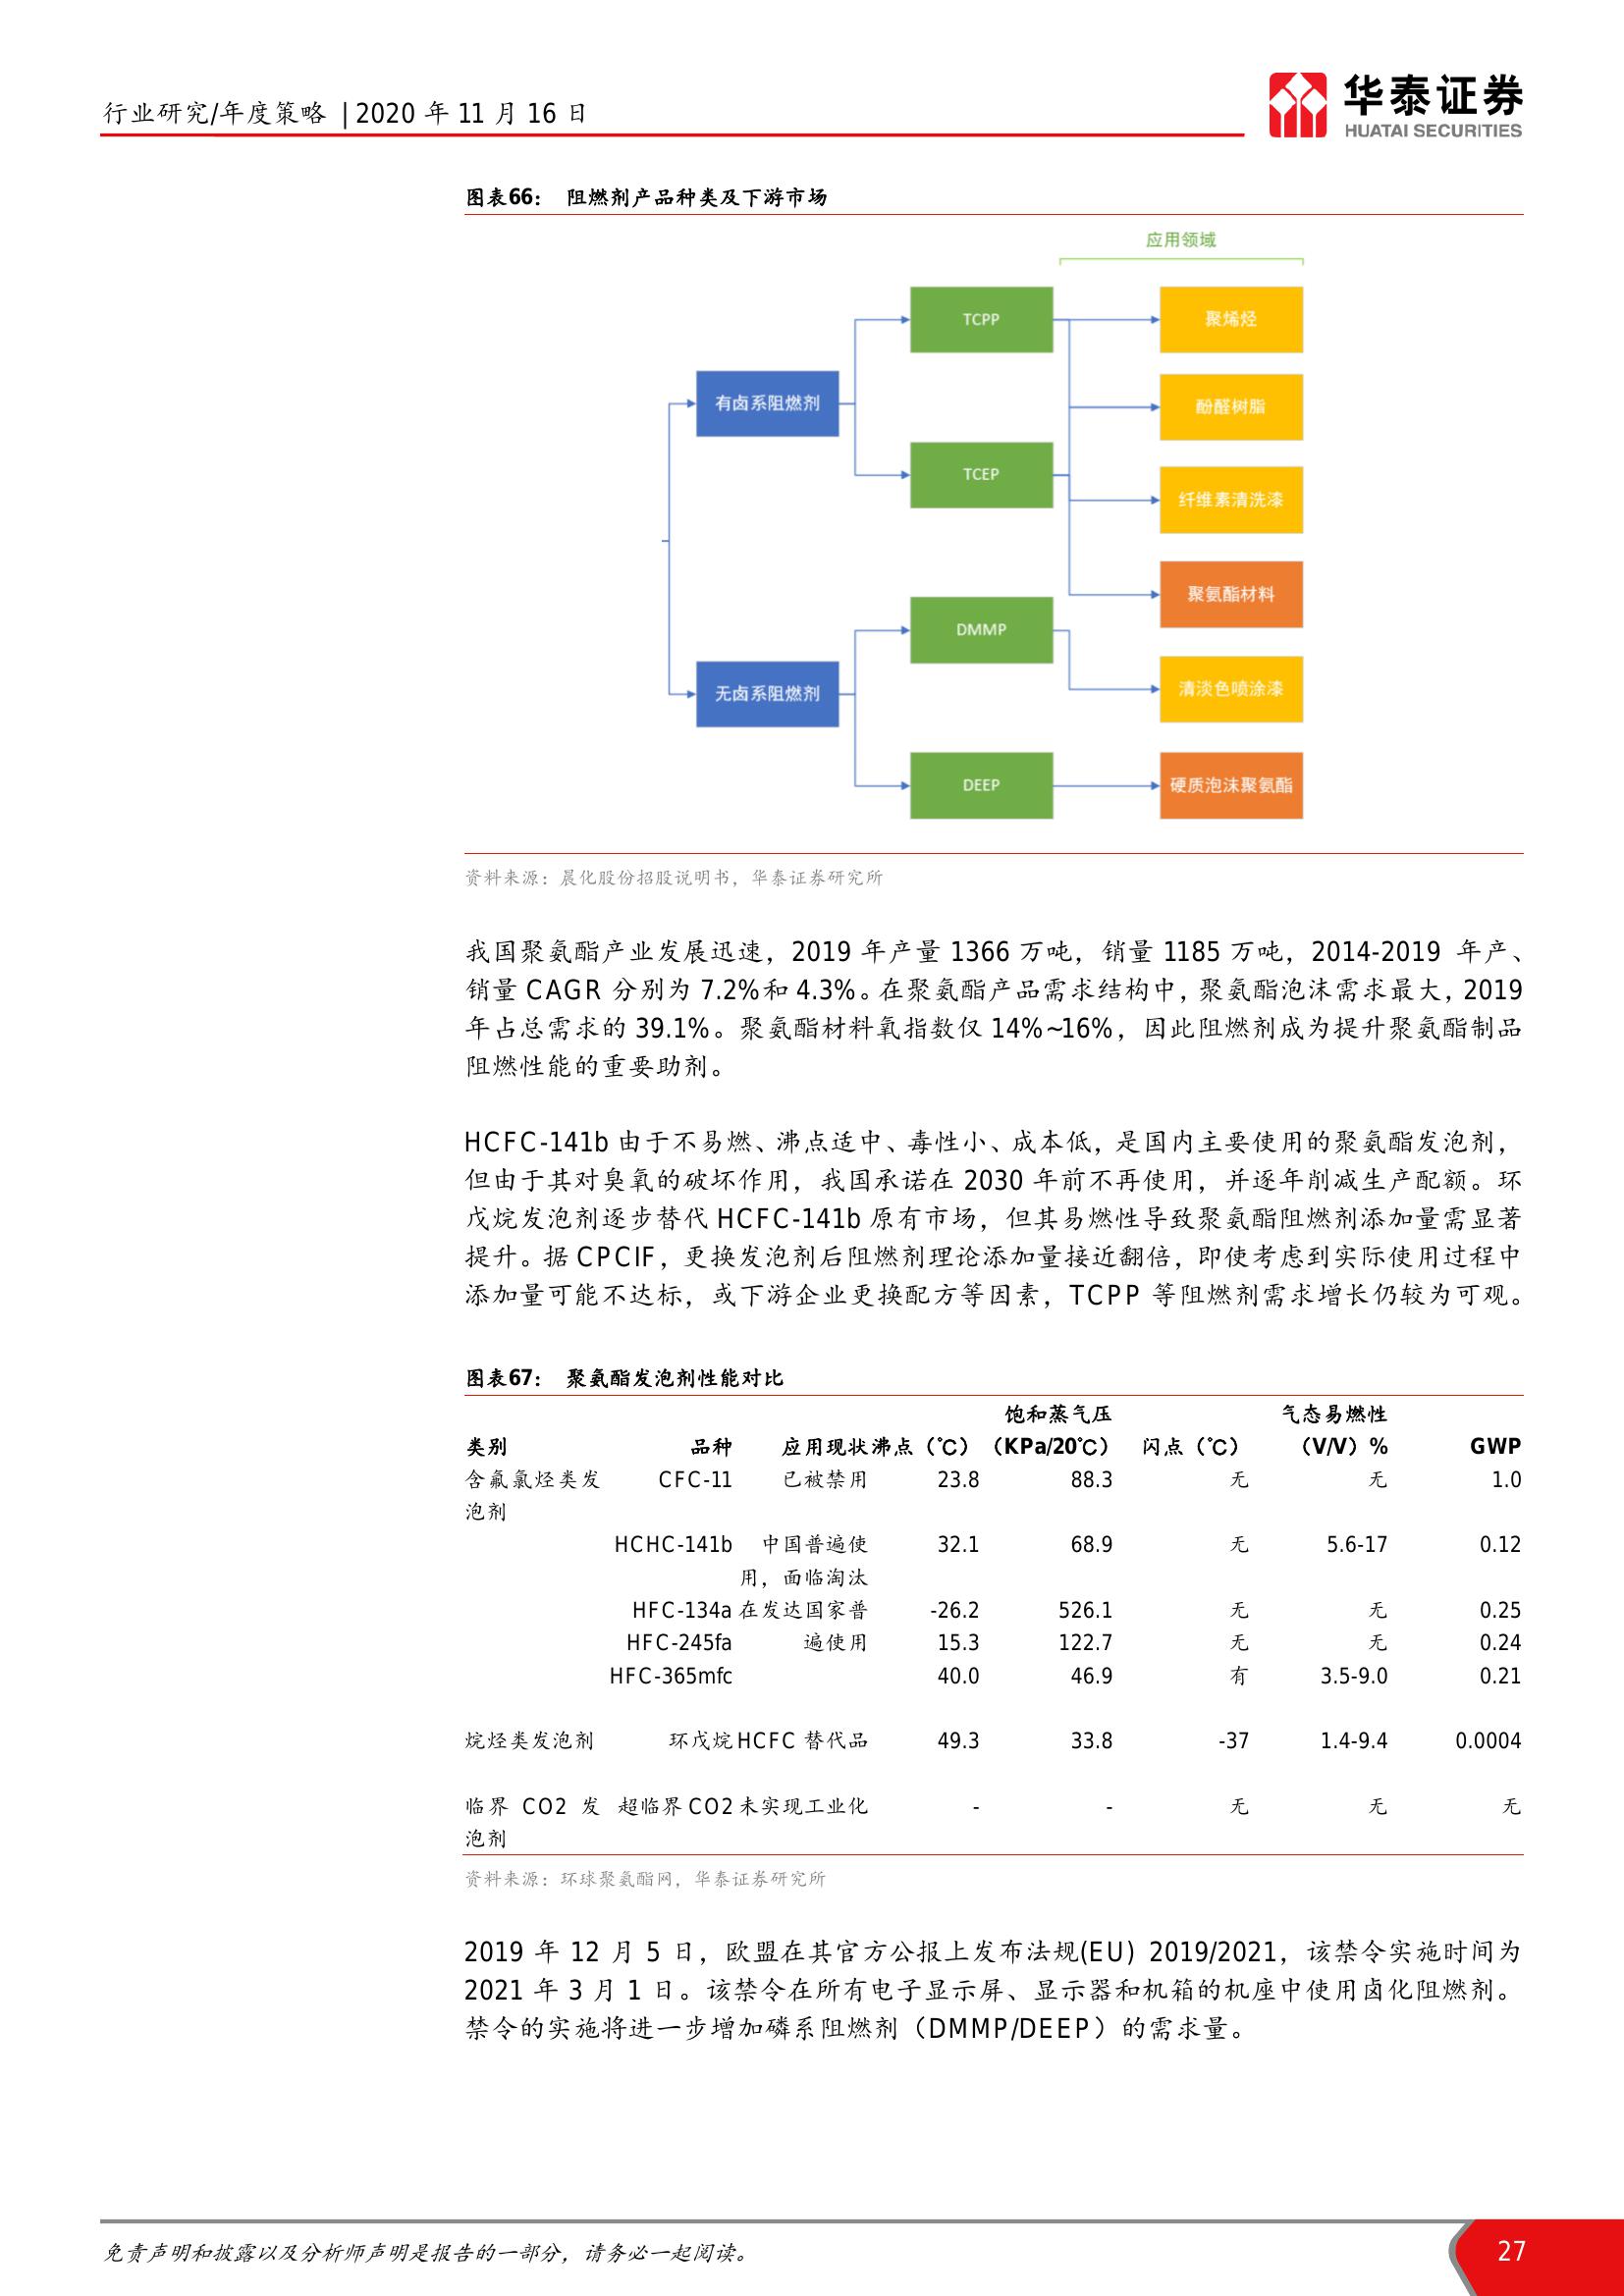 行业研究/年度策略 | 2020 年 11 月 16 日
华泰证券
HUATAI SECURITIES
图表66： 阻燃剂产品种类及下游市场
应用领域
TCPP
聚烯烃
有卤系阻燃剂
酚醛树脂
TCEP
纤维素清洗漆
聚氨酯材料
DMMP
无卤系阻燃剂
清淡色喷涂漆
DEEP
硬质泡沫聚氨酯
资料来源：晨化股份招股说明书，华泰证券研究所
我国聚氨酯产业发展迅速，2019 年产量 1366 万吨，销量 1185 万吨，2014-2019 年产、
销量 CAGR 分别为 7.2%和 4.3%。在聚氨酯产品需求结构中，聚氨酯泡沫需求最大，2019
年占总需求的 39.1%。聚氨酯材料氧指数仅 14%~16%，因此阻燃剂成为提升聚氨酯制品
阻燃性能的重要助剂。
HCFC-141b 由于不易燃、沸点适中、毒性小、成本低，是国内主要使用的聚氨酯发泡剂，
但由于其对臭氧的破坏作用，我国承诺在 2030 年前不再使用，并逐年削减生产配额。环
戊烷发泡剂逐步替代 HCFC-141b 原有市场，但其易燃性导致聚氨酯阻燃剂添加量需显著
提升。据 CPCIF，更换发泡剂后阻燃剂理论添加量接近翻倍，即使考虑到实际使用过程中
添加量可能不达标，或下游企业更换配方等因素，TCPP 等阻燃剂需求增长仍较为可观。
图表67： 聚氨酯发泡剂性能对比
饱和蒸气压 气态易燃性
类别 品种 应用现状 沸点（℃） （KPa/20℃） 闪点（℃） （V/V）% GWP
含氟氯烃类发 CFC-11 已被禁用 23.8 88.3 无 无 1.0
泡剂
HCHC-141b 中国普遍使 32.1 68.9 无 5.6-17 0.12
用，面临淘汰
HFC-134a 在发达国家普 -26.2 526.1 无 无 0.25
HFC-245fa 遍使用 15.3 122.7 无 无 0.24
HFC-365mfc 40.0 46.9 有 3.5-9.0 0.21
烷烃类发泡剂 环戊烷 HCFC 替代品 49.3 33.8 -37 1.4-9.4 0.0004
临界 CO2 发 超临界 CO2 未实现工业化 - - 无 无 无
泡剂
资料来源：环球聚氨酯网，华泰证券研究所
2019 年 12 月 5 日，欧盟在其官方公报上发布法规(EU) 2019/2021，该禁令实施时间为
2021 年 3 月 1 日。该禁令在所有电子显示屏、显示器和机箱的机座中使用卤化阻燃剂。
禁令的实施将进一步增加磷系阻燃剂（DMMP/DEEP）的需求量。
免责声明和披露以及分析师声明是报告的一部分，请务必一起阅读。
27